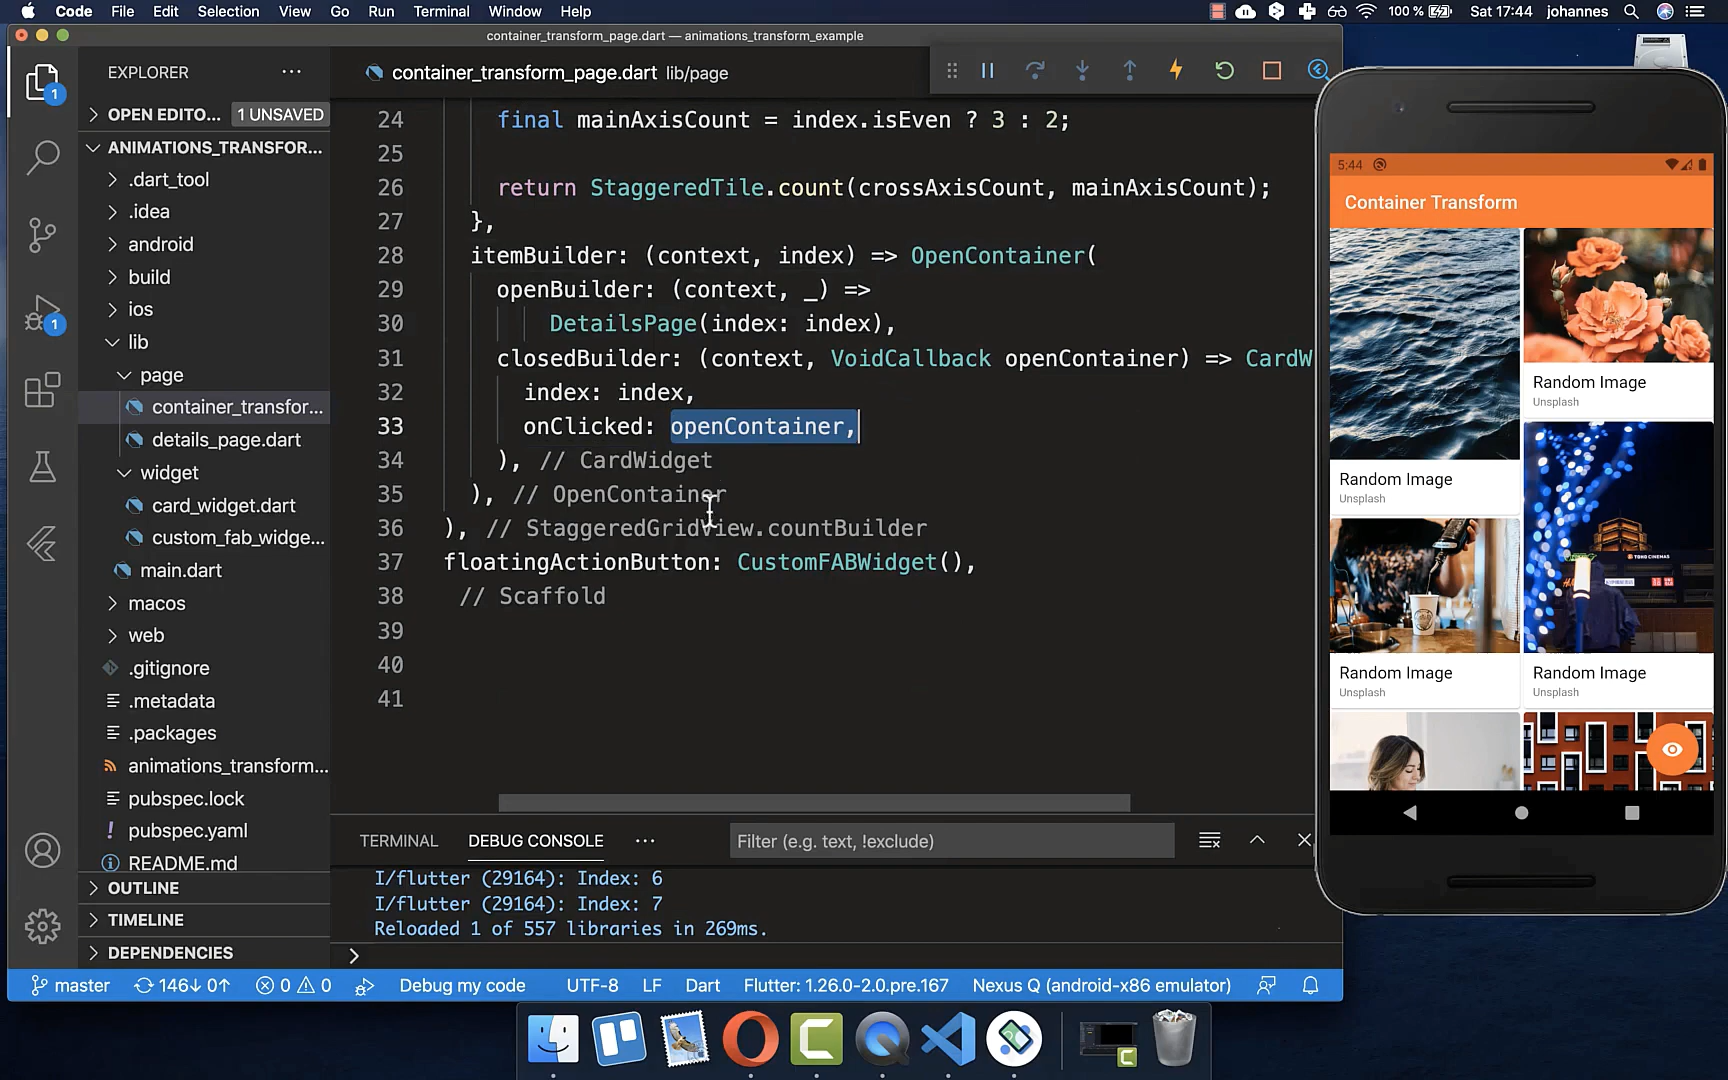 Code File Edit Selection View Go Run Terminal Window Help 100 % Sat 17:44 johannes
container_transform_page.dart — animations_transform_example
EXPLORER
OPEN EDITO... 1 UNSAVED
ANIMATIONS_TRANSFOR...
.dart_tool
.idea
android
build
ios
lib
page
container_transfor...
details_page.dart
widget
card_widget.dart
custom_fab_widge...
main.dart
macos
web
.gitignore
.metadata
.packages
animations_transform...
pubspec.lock
pubspec.yaml
README.md
OUTLINE
TIMELINE
DEPENDENCIES
1
1
container_transform_page.dart lib/page
24 final mainAxisCount = index.isEven ? 3 : 2;
25
26 return StaggeredTile.count(crossAxisCount, mainAxisCount);
27 },
28 itemBuilder: (context, index) => OpenContainer(
29 openBuilder: (context, _) =>
30 DetailsPage(index: index),
31 closedBuilder: (context, VoidCallback openContainer) => CardW
32 index: index,
33 onClicked: openContainer,
34 ), // CardWidget
35 ), // OpenContainer
36 ), // StaggeredGridView.countBuilder
37 floatingActionButton: CustomFABWidget(),
38 // Scaffold
39
40
41
TERMINAL DEBUG CONSOLE ... Filter (e.g. text, !exclude)
I/flutter (29164): Index: 6
I/flutter (29164): Index: 7
Reloaded 1 of 557 libraries in 269ms.
master 146↓ 0↑ 0 0 Debug my code UTF-8 LF Dart Flutter: 1.26.0-2.0.pre.167 Nexus Q (android-x86 emulator)
5:44
Container Transform
Random Image
Unsplash
Random Image
Unsplash
TOHO CINEMAS
Random Image
Unsplash
Random Image
Unsplash